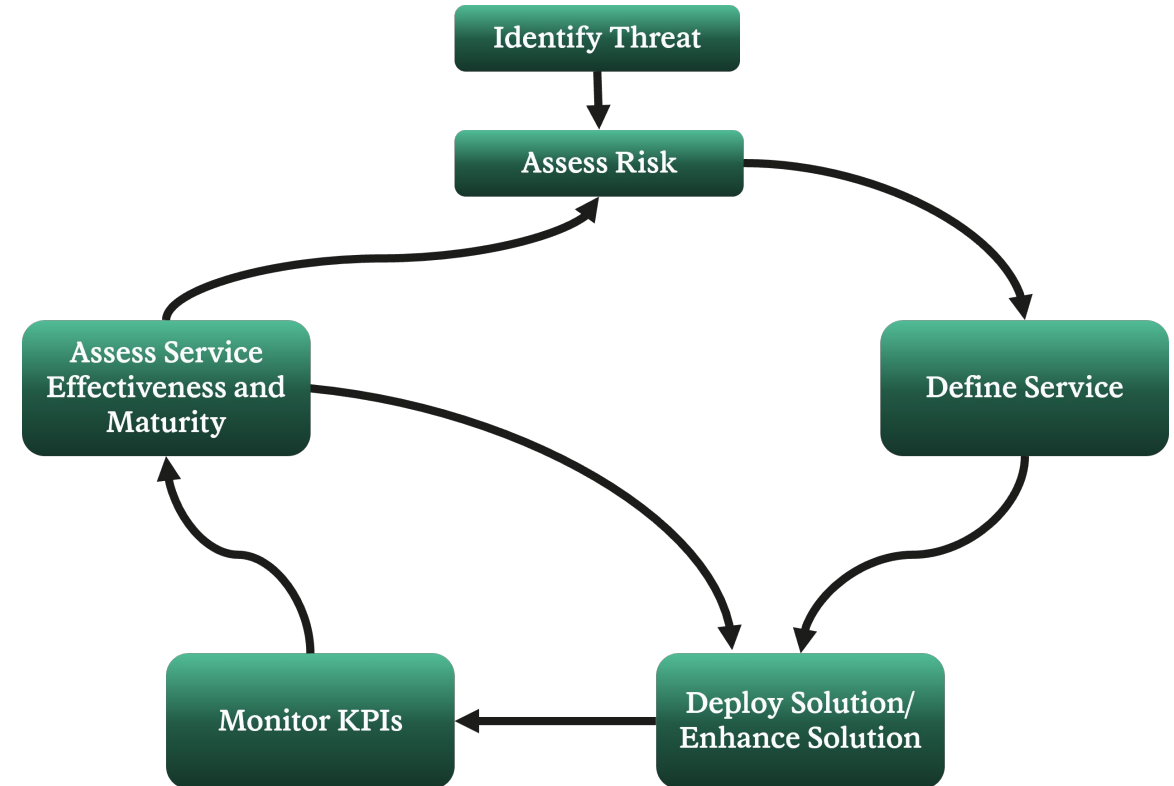 Identify Threat
Assess Risk
Assess Service
Effectiveness and
Maturity
Define Service
Monitor KPIs
Deploy Solution/
Enhance Solution